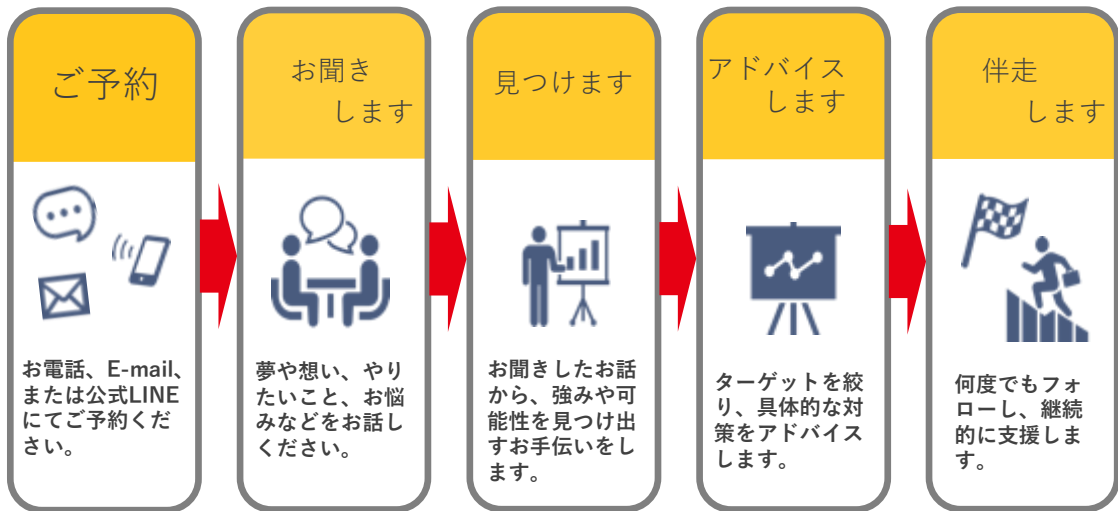 ご予約
お電話、E-mail、
または公式LINE
にてご予約くだ
さい。
お聞き
します
夢や想い、やり
たいこと、お悩
みなどをお話し
ください。
見つけます
お聞きしたお話
から、強みや可
能性を見つけ出
すお手伝いをし
ます。
アドバイス
します
ターゲットを絞
り、具体的な対
策をアドバイス
します。
伴走
します
何度でもフォ
ローし、継続
的に支援しま
す。